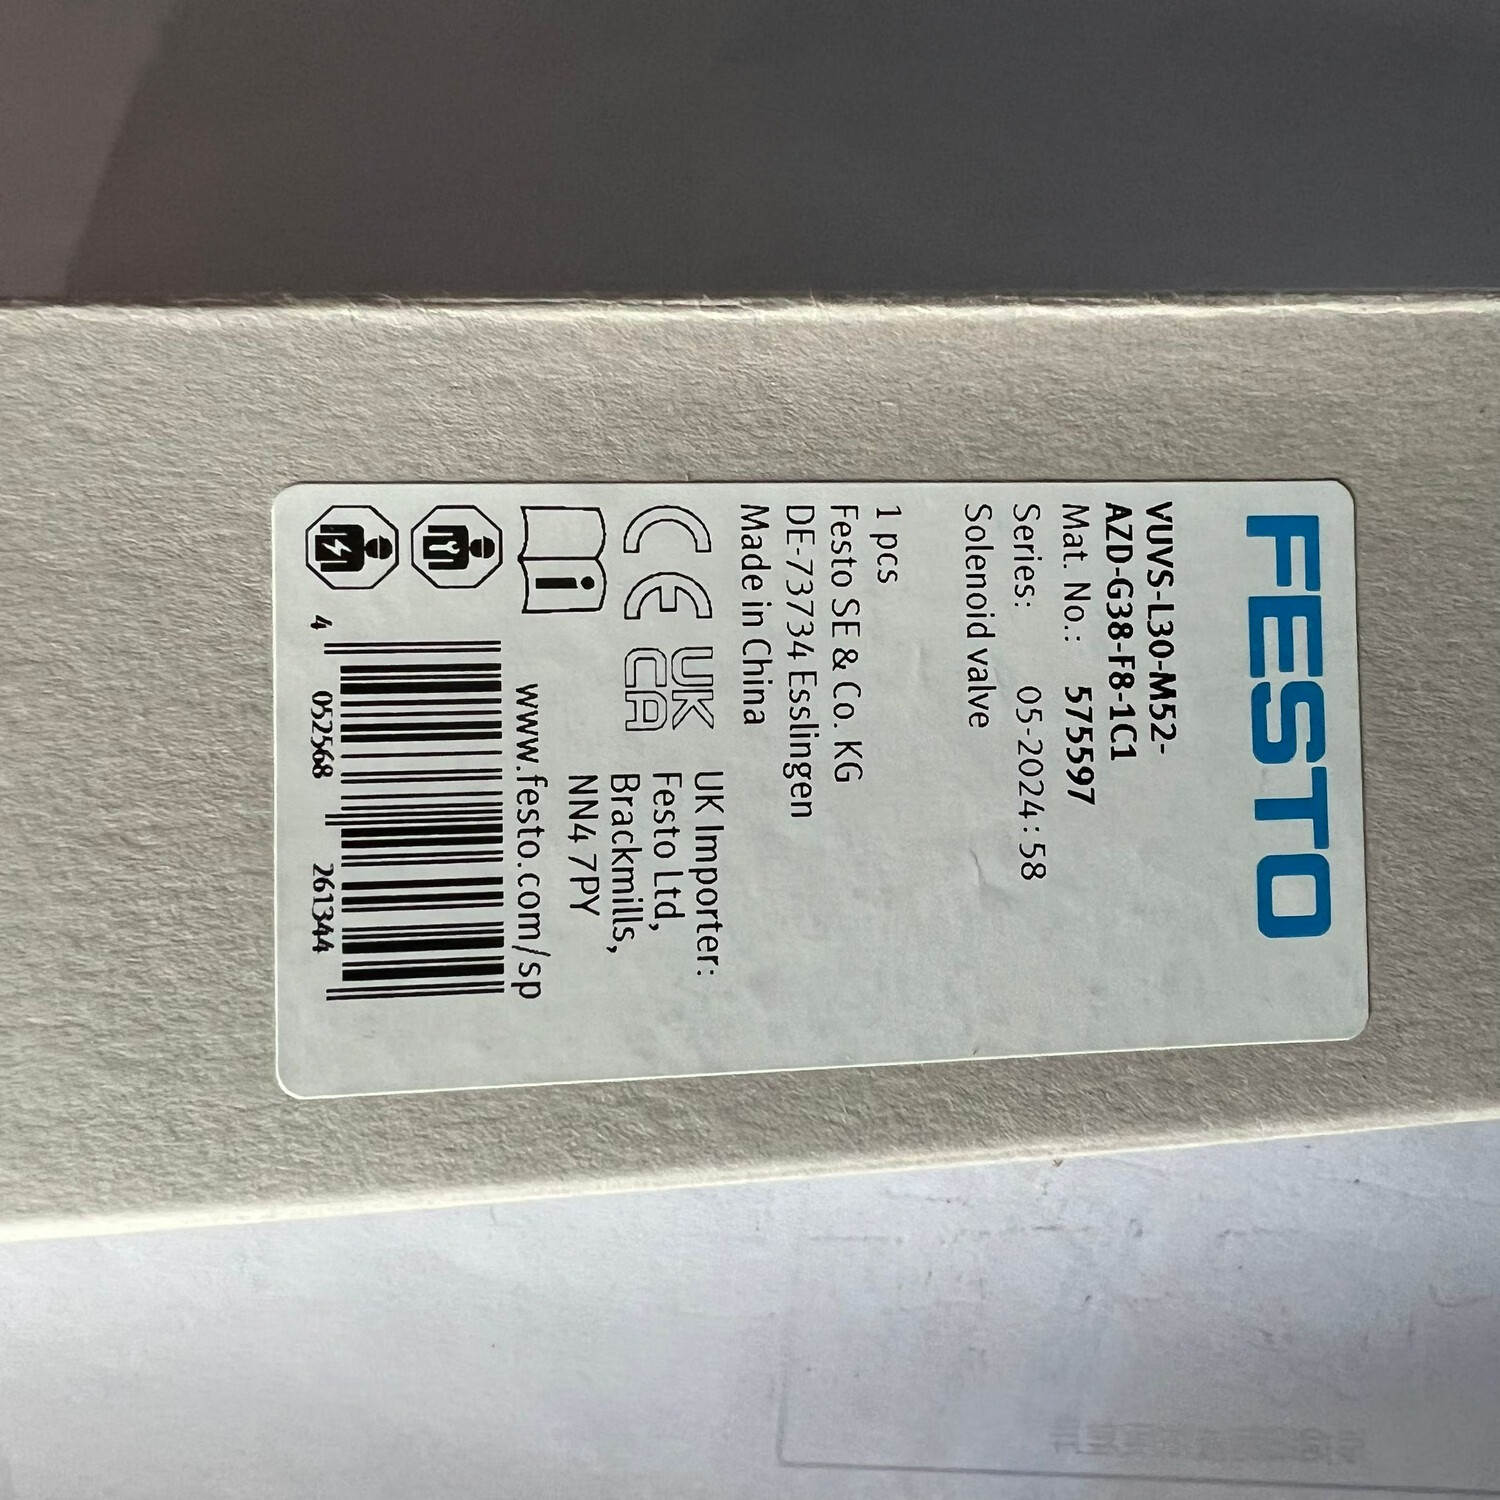 FESTO
VUVS-L30-M52-
AZD-G38-F8-1C1
Mat. No.: 575597
Series: 05-2024:58
Solenoid valve
1 pcs
Festo SE & Co. KG
DE-73734 Esslingen
Made in China
CE UK CA
UK Importer:
Festo Ltd,
Brackmills,
NN4 7PY
www.festo.com/sp
4 052568 261344